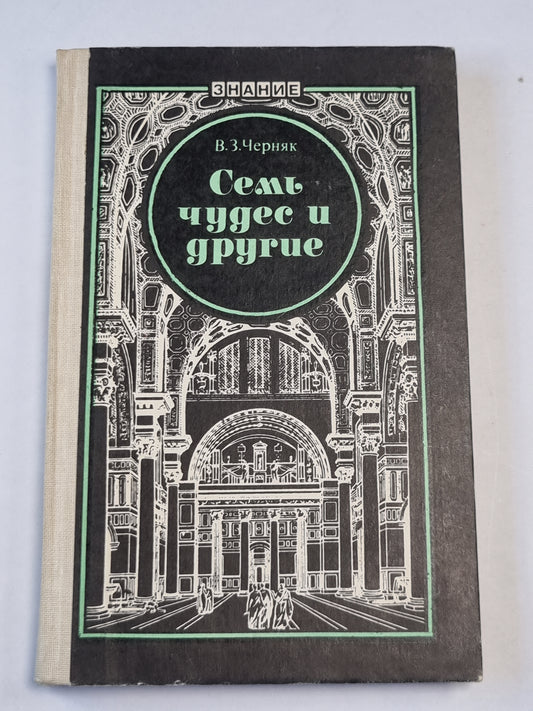 ЗНАНИЕ
В.З.Черняк
Семь
чудес и
другие